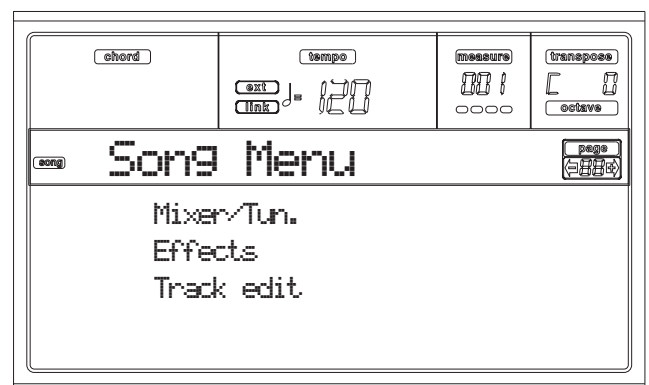 chord tempo measure transpose
ext link ♩= 120 001 C 0
octave
song Song Menu page
-88+
Mixer/Tun.
Effects
Track edit